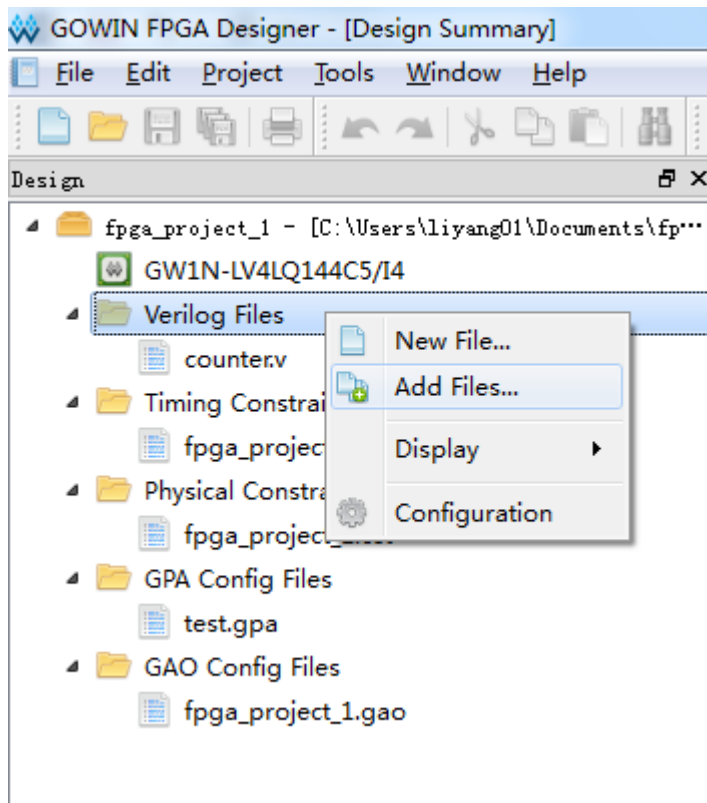 GOWIN FPGA Designer - [Design Summary]
File Edit Project Tools Window Help
Design
fpga_project_1 - [C:\Users\liyang01\Documents\fp...
GW1N-LV4LQ144C5/I4
Verilog Files
New File...
counter.v
Add Files...
Timing Constrai
fpga_projec
Display
Physical Constra
Configuration
fpga_project_
GPA Config Files
test.gpa
GAO Config Files
fpga_project_1.gao